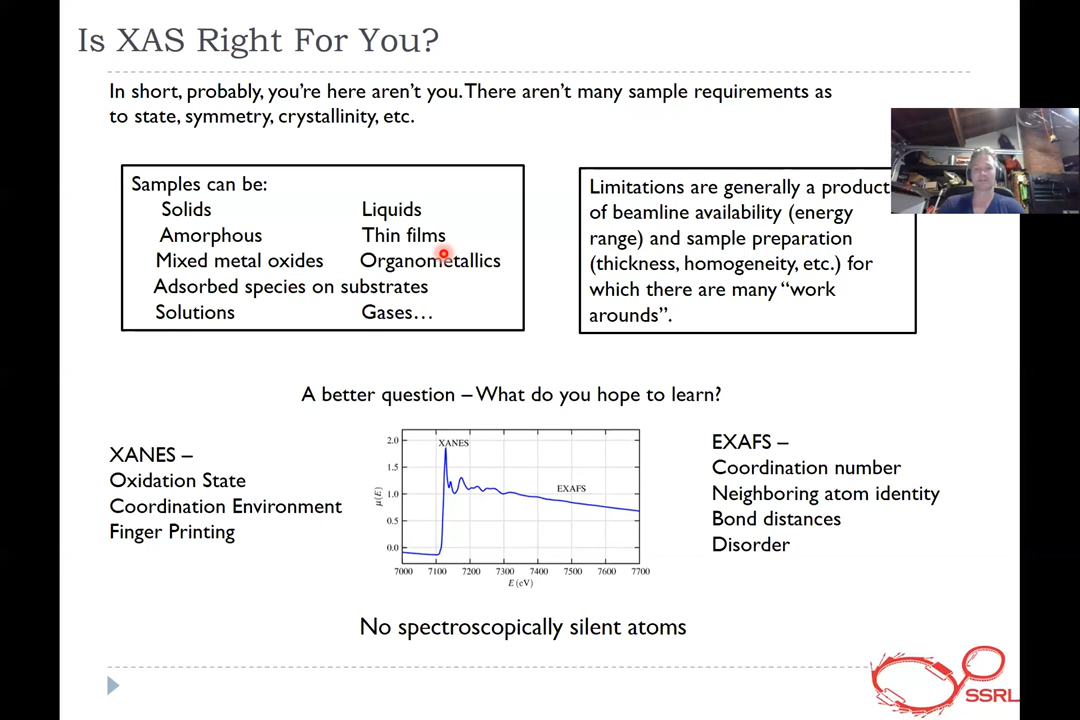 Is XAS Right For You?
In short, probably, you're here aren't you. There aren't many sample requirements as
to state, symmetry, crystallinity, etc.
Samples can be:
Solids Liquids
Amorphous Thin films
Mixed metal oxides Organometallics
Adsorbed species on substrates
Solutions Gases…
Limitations are generally a product
of beamline availability (energy
range) and sample preparation
(thickness, homogeneity, etc.) for
which there are many “work
arounds”.
A better question – What do you hope to learn?
XANES –
Oxidation State
Coordination Environment
Finger Printing
2.0
1.5
1.0
0.5
0.0
μ(E)
XANES
EXAFS
7000 7100 7200 7300 7400 7500 7600 7700
E (eV)
EXAFS –
Coordination number
Neighboring atom identity
Bond distances
Disorder
No spectroscopically silent atoms
SSRL